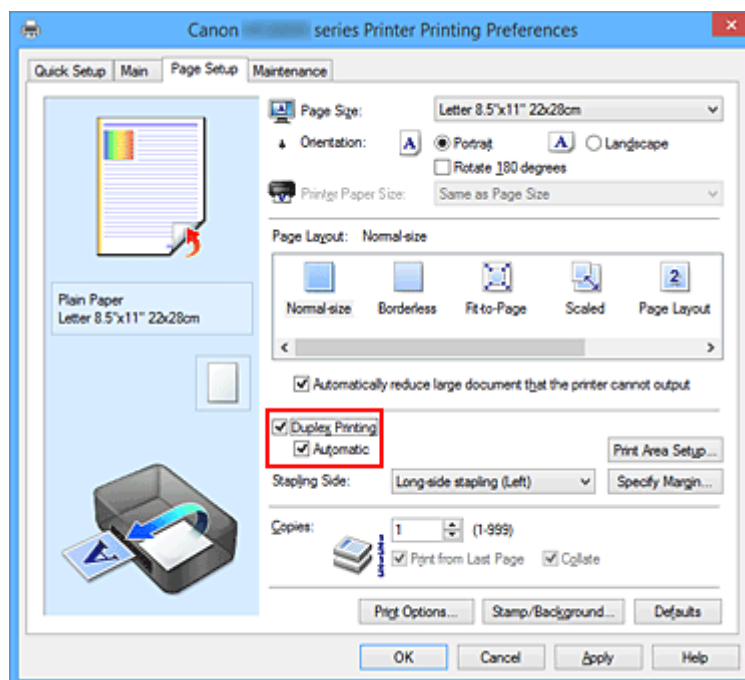 Canon series Printer Printing Preferences
Quick Setup Main Page Setup Maintenance
Page Size: Letter 8.5"x11" 22x28cm
Orientation: A Portrait A Landscape
Rotate 180 degrees
Printer Paper Size: Same as Page Size
Page Layout: Normal-size
2
Normal-size Borderless Fit-to-Page Scaled Page Layout
Plain Paper
Letter 8.5"x11" 22x28cm
Automatically reduce large document that the printer cannot output
Duplex Printing
Automatic
Print Area Setup...
Stapling Side: Long-side stapling (Left) Specify Margin...
Copies: 1 (1-999)
Print from Last Page Collate
A
Print Options... Stamp/Background... Defaults
OK Cancel Apply Help